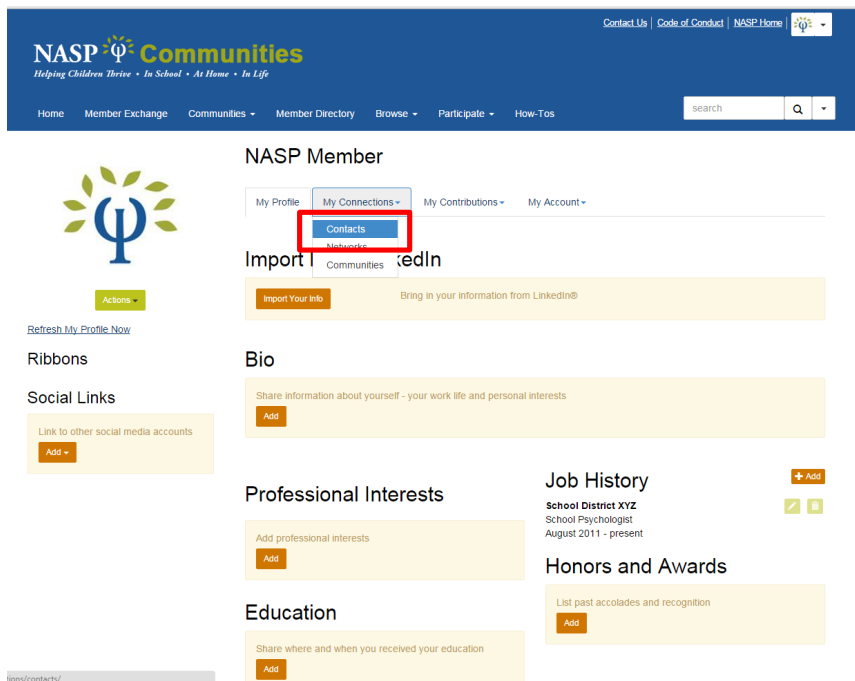 Contact Us | Code of Conduct | NASP Home |
NASP Communities
Helping Children Thrive • In School • At Home • In Life
Home Member Exchange Communities Member Directory Browse Participate How-Tos search
NASP Member
My Profile My Connections My Contributions My Account
Contacts
Networks
Communities
Import kedIn
Import Your Info Bring in your information from LinkedIn®
Actions
Refresh My Profile Now
Ribbons
Social Links
Link to other social media accounts
Add
Bio
Share information about yourself - your work life and personal interests
Add
Professional Interests
Add professional interests
Add
Education
Share where and when you received your education
Add
Job History + Add
School District XYZ
School Psychologist
August 2011 - present
Honors and Awards
List past accolades and recognition
Add
tions/contacts/